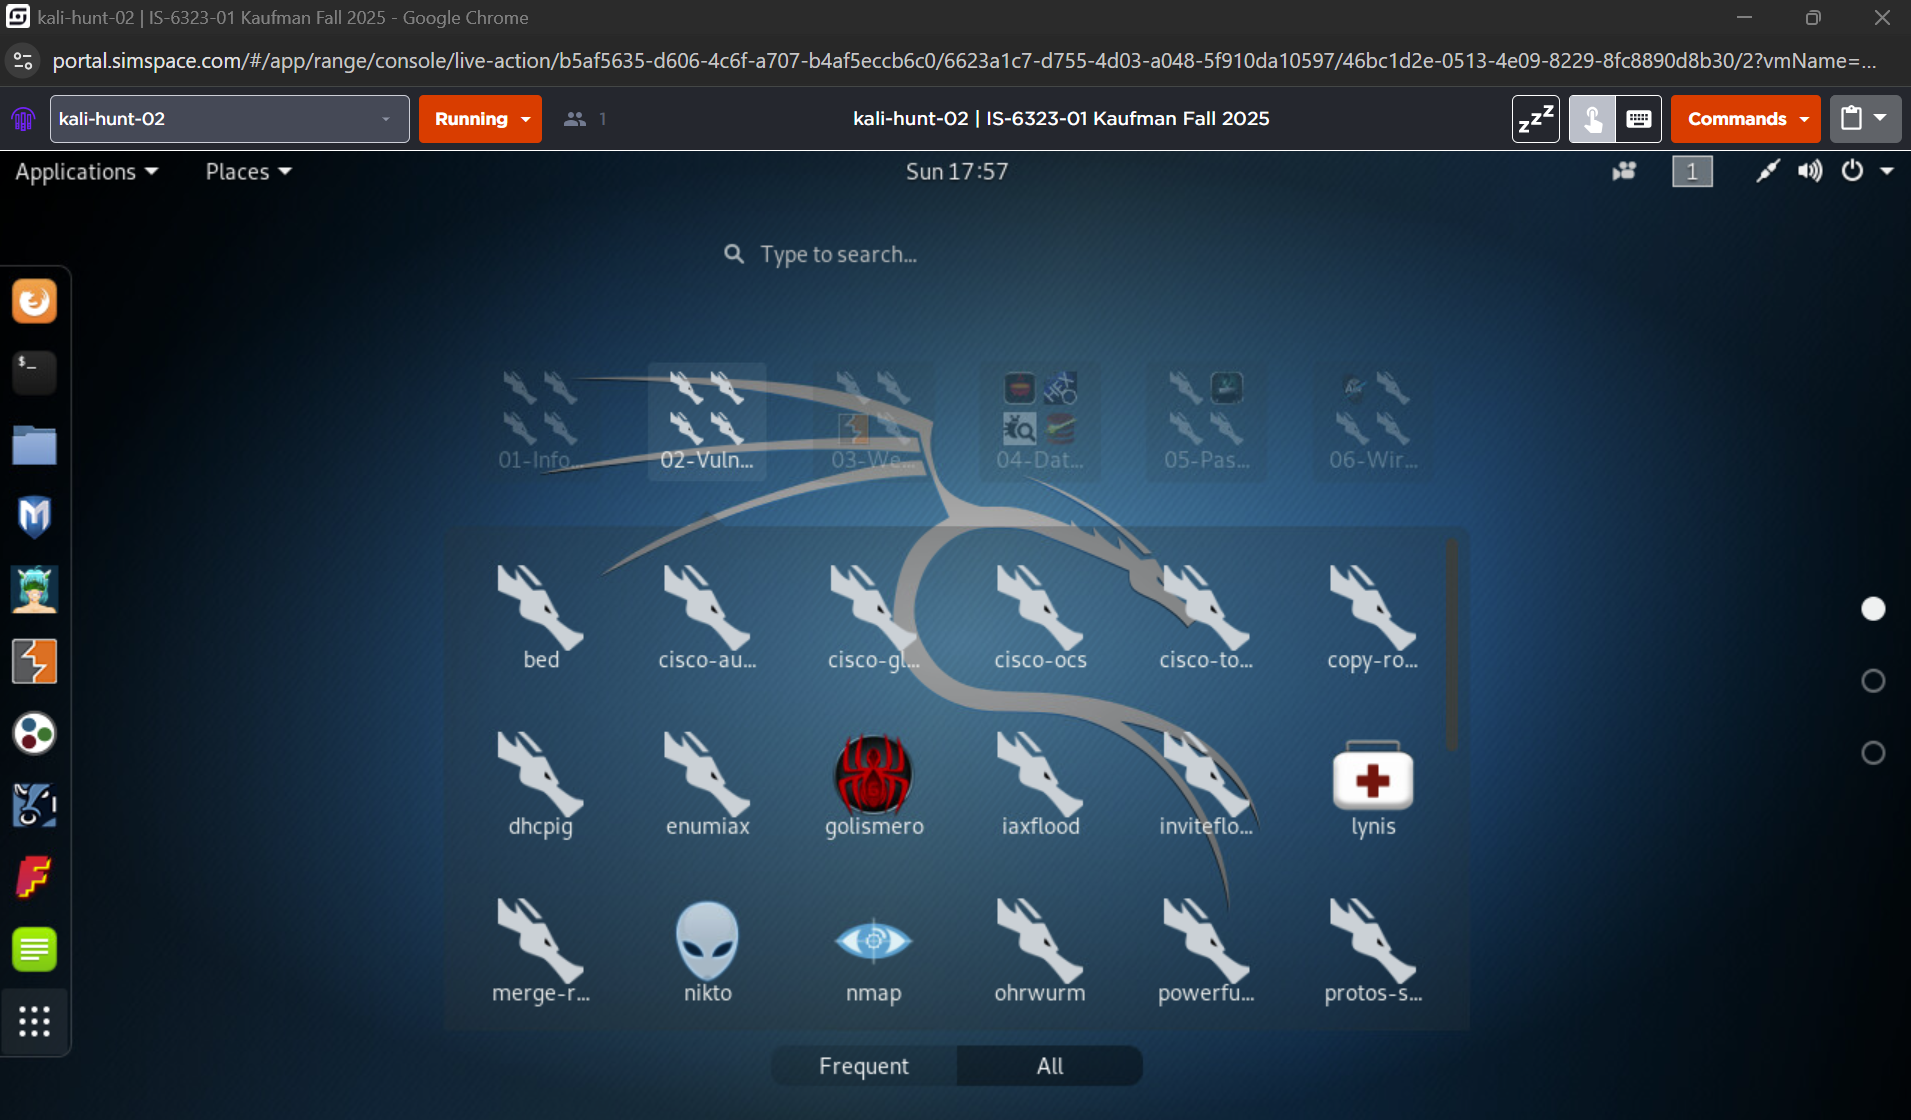 kali-hunt-02 | IS-6323-01 Kaufman Fall 2025 - Google Chrome
portal.simspace.com/#/app/range/console/live-action/b5af5635-d606-4c6f-a707-b4af5eccb6c0/6623a1c7-d755-4d03-a048-5f910da10597/46bc1d2e-0513-4e09-8229-8fc8890d8b30/2?vmName=...
kali-hunt-02 Running 1 kali-hunt-02 | IS-6323-01 Kaufman Fall 2025 zzZ Commands
Applications Places Sun 17:57 1
Type to search...
01-Info... 02-Vuln... 03-We... 04-Dat... 05-Pas... 06-Wir...
bed cisco-au... cisco-gl... cisco-ocs cisco-to... copy-ro...
dhcpig enumiax golismero iaxflood inviteflo... lynis
merge-r... nikto nmap ohrwurm powerfu... protos-s...
Frequent All